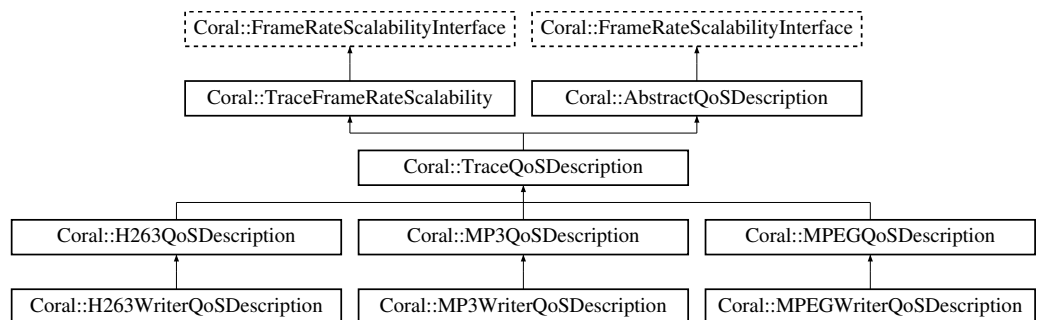 Coral::FrameRateScalabilityInterface
Coral::FrameRateScalabilityInterface
Coral::TraceFrameRateScalability
Coral::AbstractQoSDescription
Coral::TraceQoSDescription
Coral::H263QoSDescription
Coral::MP3QoSDescription
Coral::MPEGQoSDescription
Coral::H263WriterQoSDescription
Coral::MP3WriterQoSDescription
Coral::MPEGWriterQoSDescription